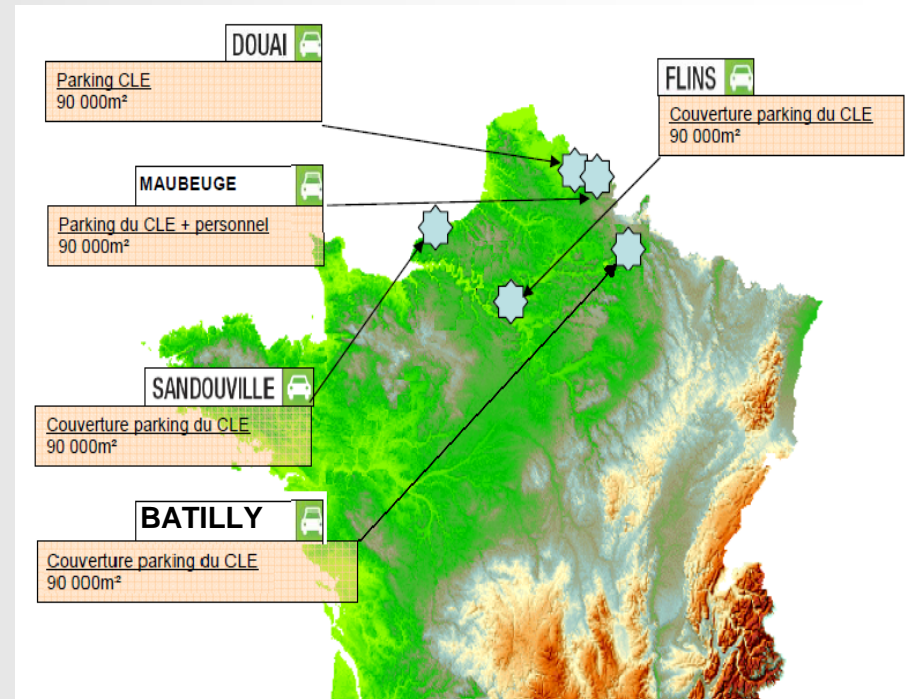 DOUAI
Parking CLE
90 000m²
FLINS
Couverture parking du CLE
90 000m²
MAUBEUGE
Parking du CLE + personnel
90 000m²
SANDOUVILLE
Couverture parking du CLE
90 000m²
BATILLY
Couverture parking du CLE
90 000m²